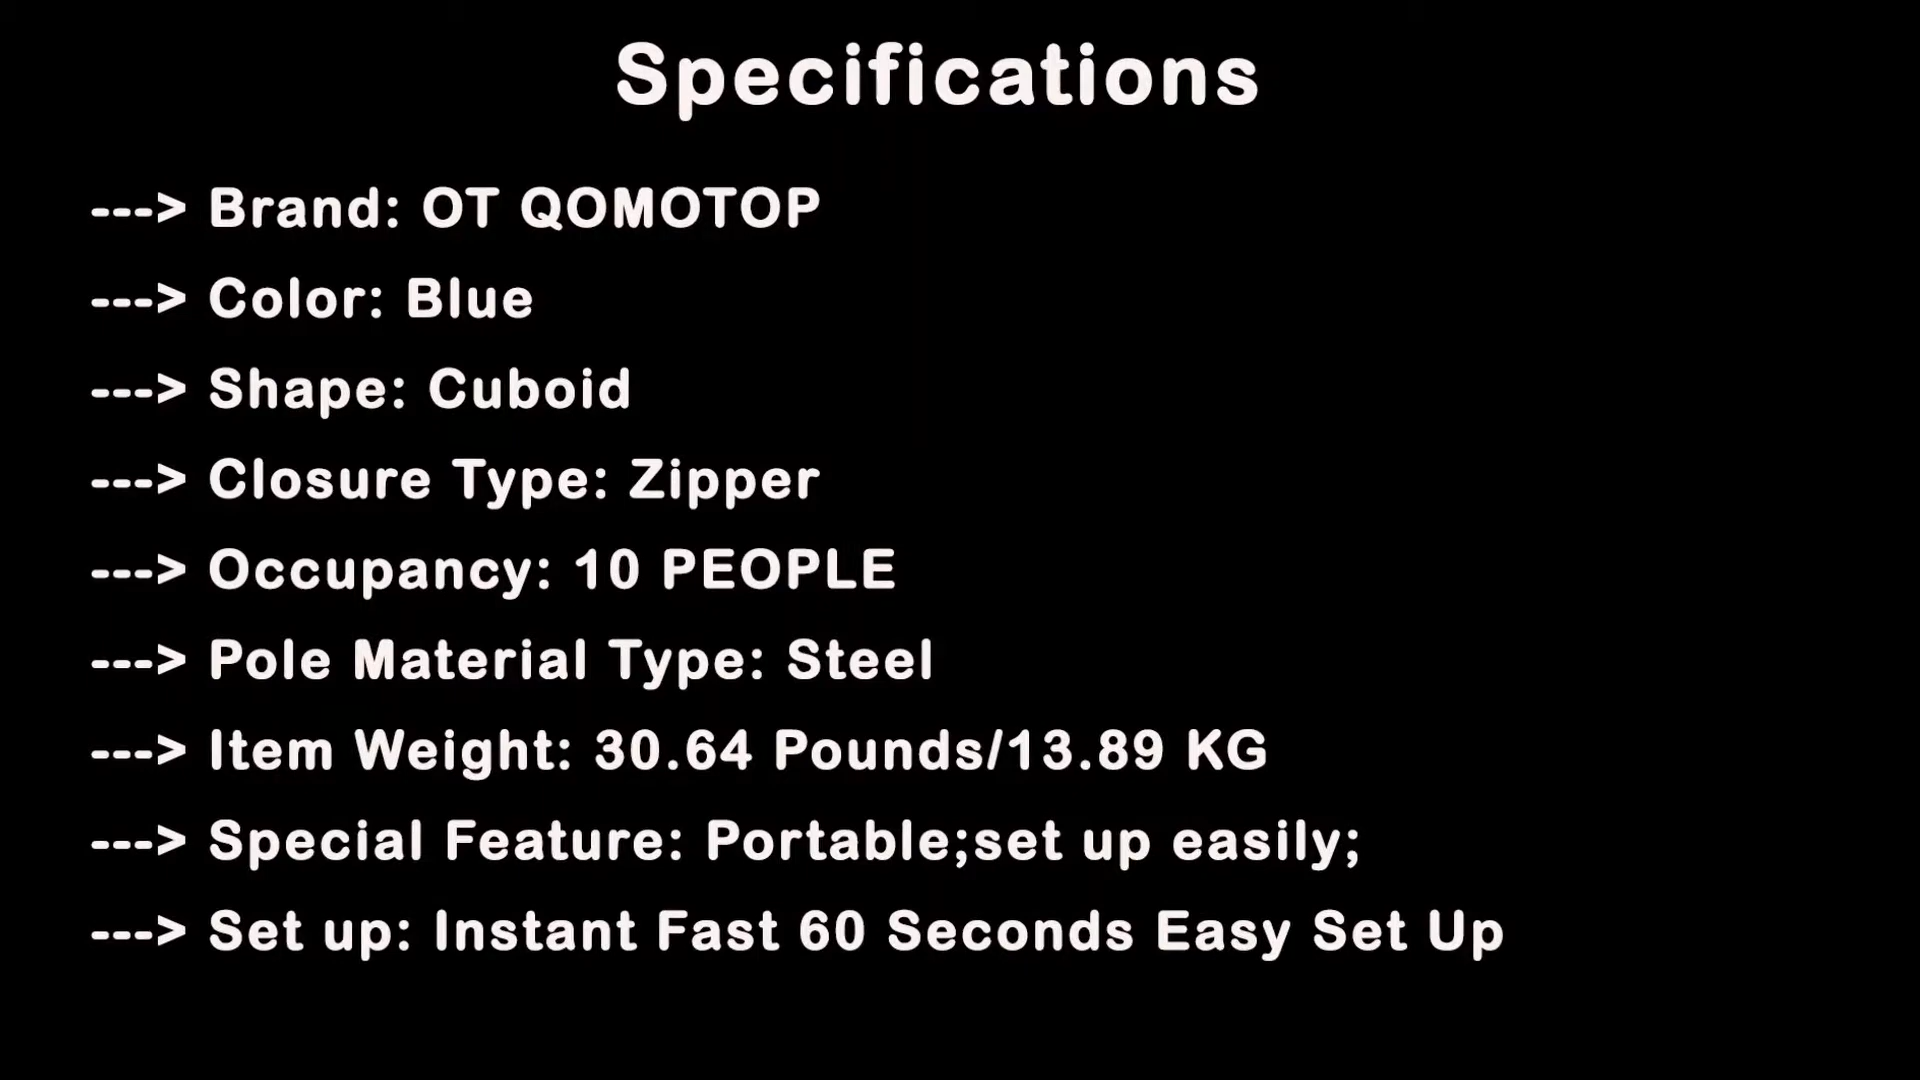 Specifications
---> Brand: OT QOMOTOP
---> Color: Blue
---> Shape: Cuboid
---> Closure Type: Zipper
---> Occupancy: 10 PEOPLE
---> Pole Material Type: Steel
---> Item Weight: 30.64 Pounds/13.89 KG
---> Special Feature: Portable;set up easily;
---> Set up: Instant Fast 60 Seconds Easy Set Up